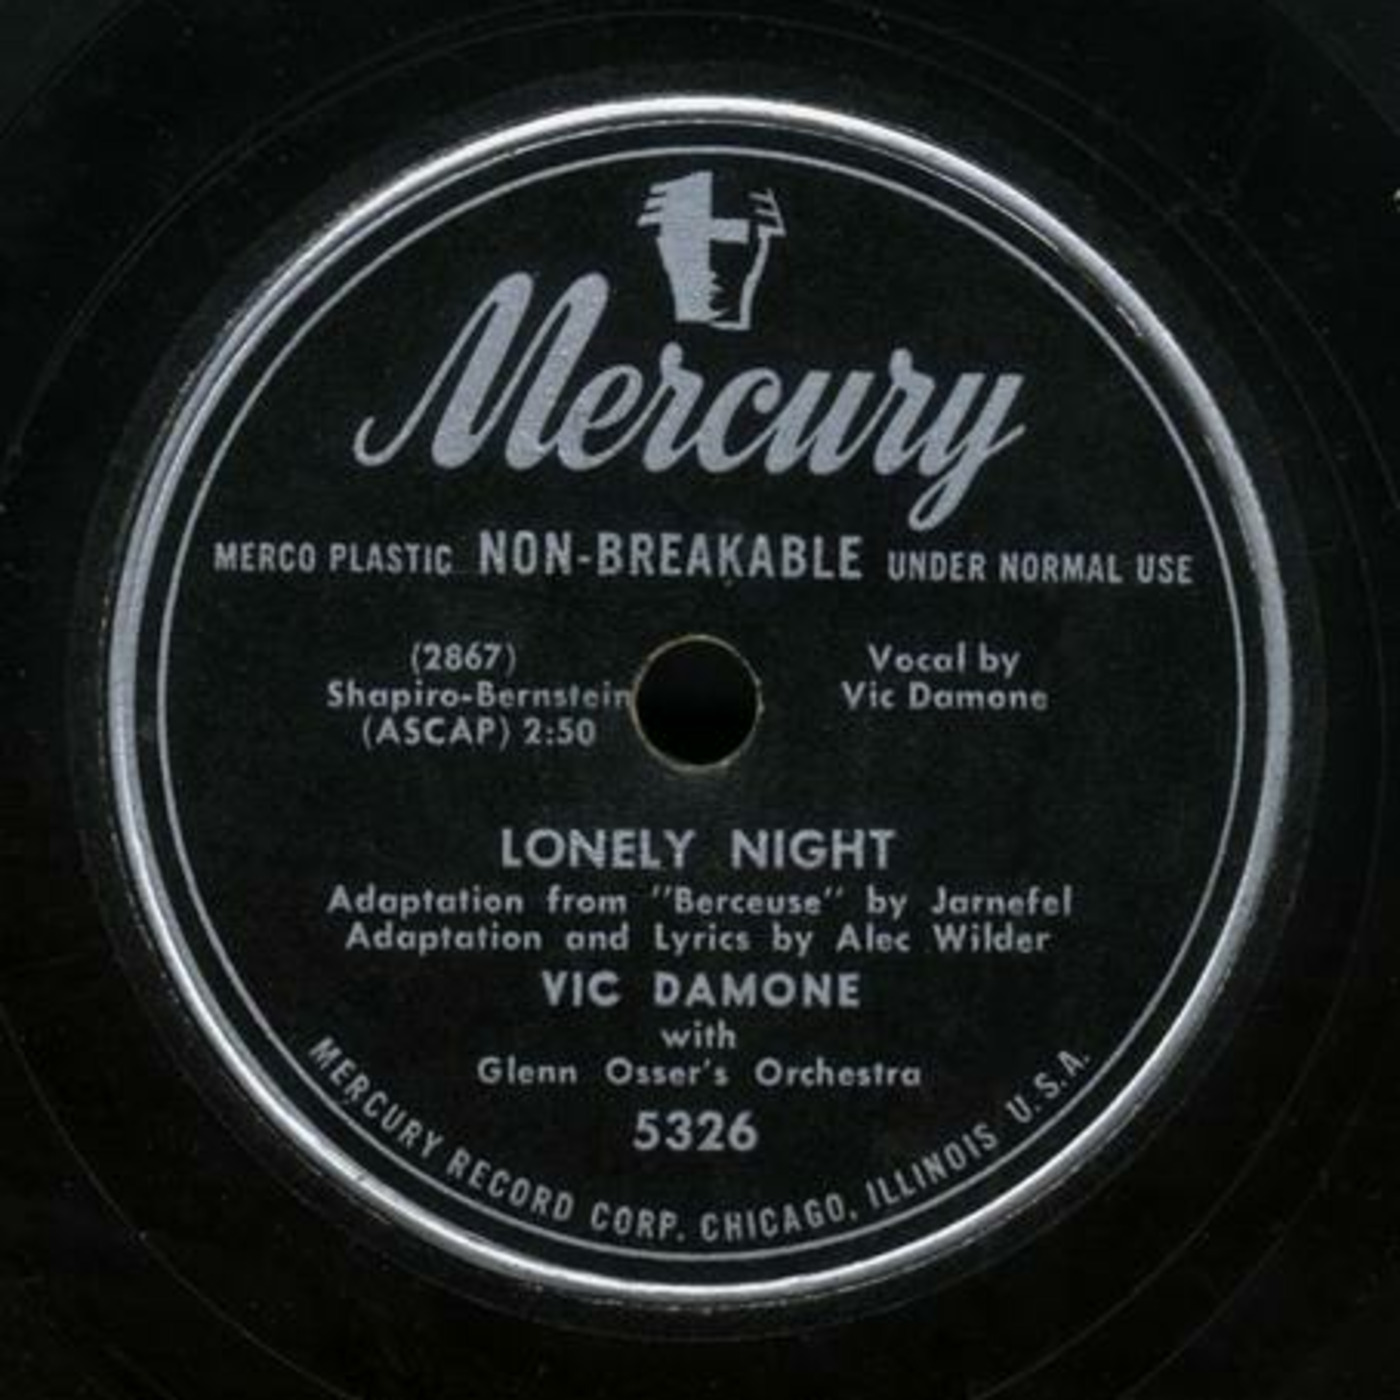 Mercury
MERCO PLASTIC NON-BREAKABLE UNDER NORMAL USE
(2867)
Shapiro-Bernstein
(ASCAP) 2:50
Vocal by
Vic Damone
LONELY NIGHT
Adaptation from "Berceuse" by Jarnefel
Adaptation and Lyrics by Alec Wilder
VIC DAMONE
with
Glenn Osser's Orchestra
5326
MERCURY RECORD CORP. CHICAGO, ILLINOIS U.S.A.